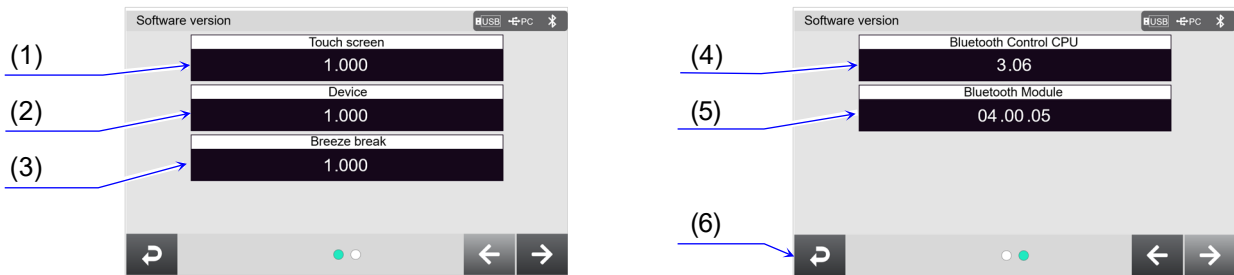 Software version
USB PC
Touch screen
(1)
1.000
Device
(2)
1.000
Breeze break
(3)
1.000
Software version
USB PC
Bluetooth Control CPU
(4)
3.06
Bluetooth Module
(5)
04.00.05
(6)